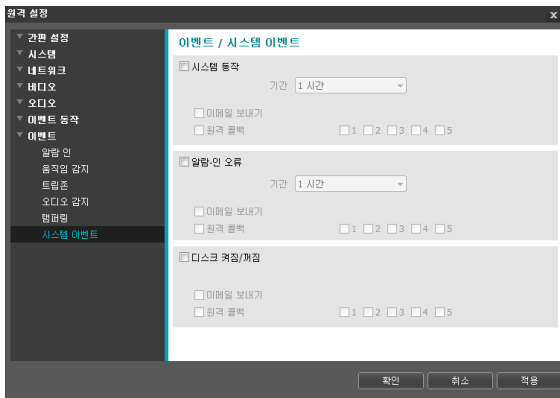 원격 설정
x
간편 설정
시스템
네트워크
비디오
오디오
이벤트 동작
이벤트
알람 인
움직임 감지
트립존
오디오 감지
탬퍼링
시스템 이벤트
이벤트 / 시스템 이벤트
시스템 동작
기간 1 시간
이메일 보내기
원격 콜백 1 2 3 4 5
알람-인 오류
기간 1 시간
이메일 보내기
원격 콜백 1 2 3 4 5
디스크 켜짐/꺼짐
이메일 보내기
원격 콜백 1 2 3 4 5
확인 취소 적용